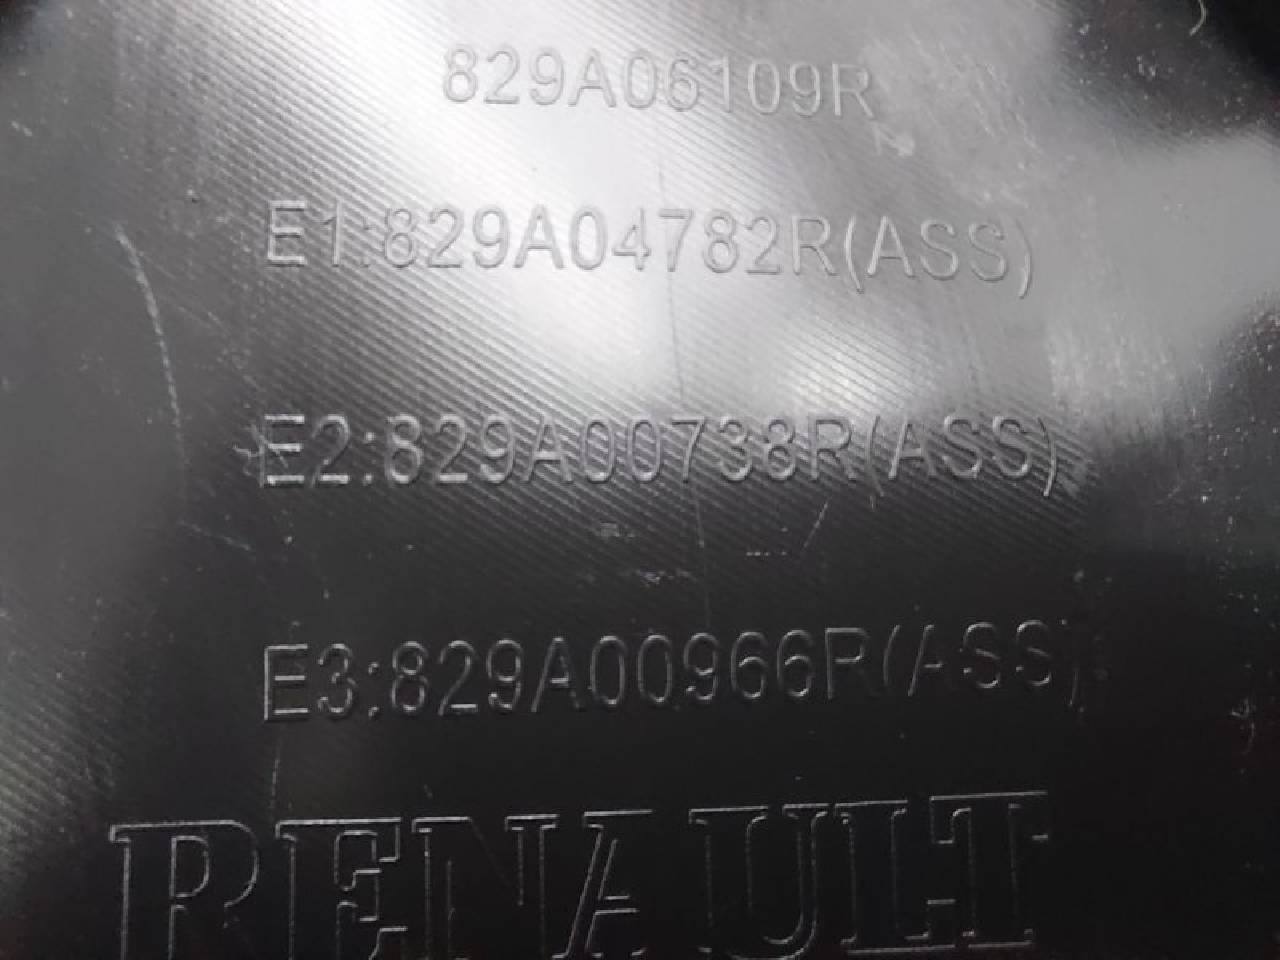 829A06109R
E1:829A04782R(ASS)
E2:829A00738R(ASS)
E3:829A00966R(ASS)
RENAULT